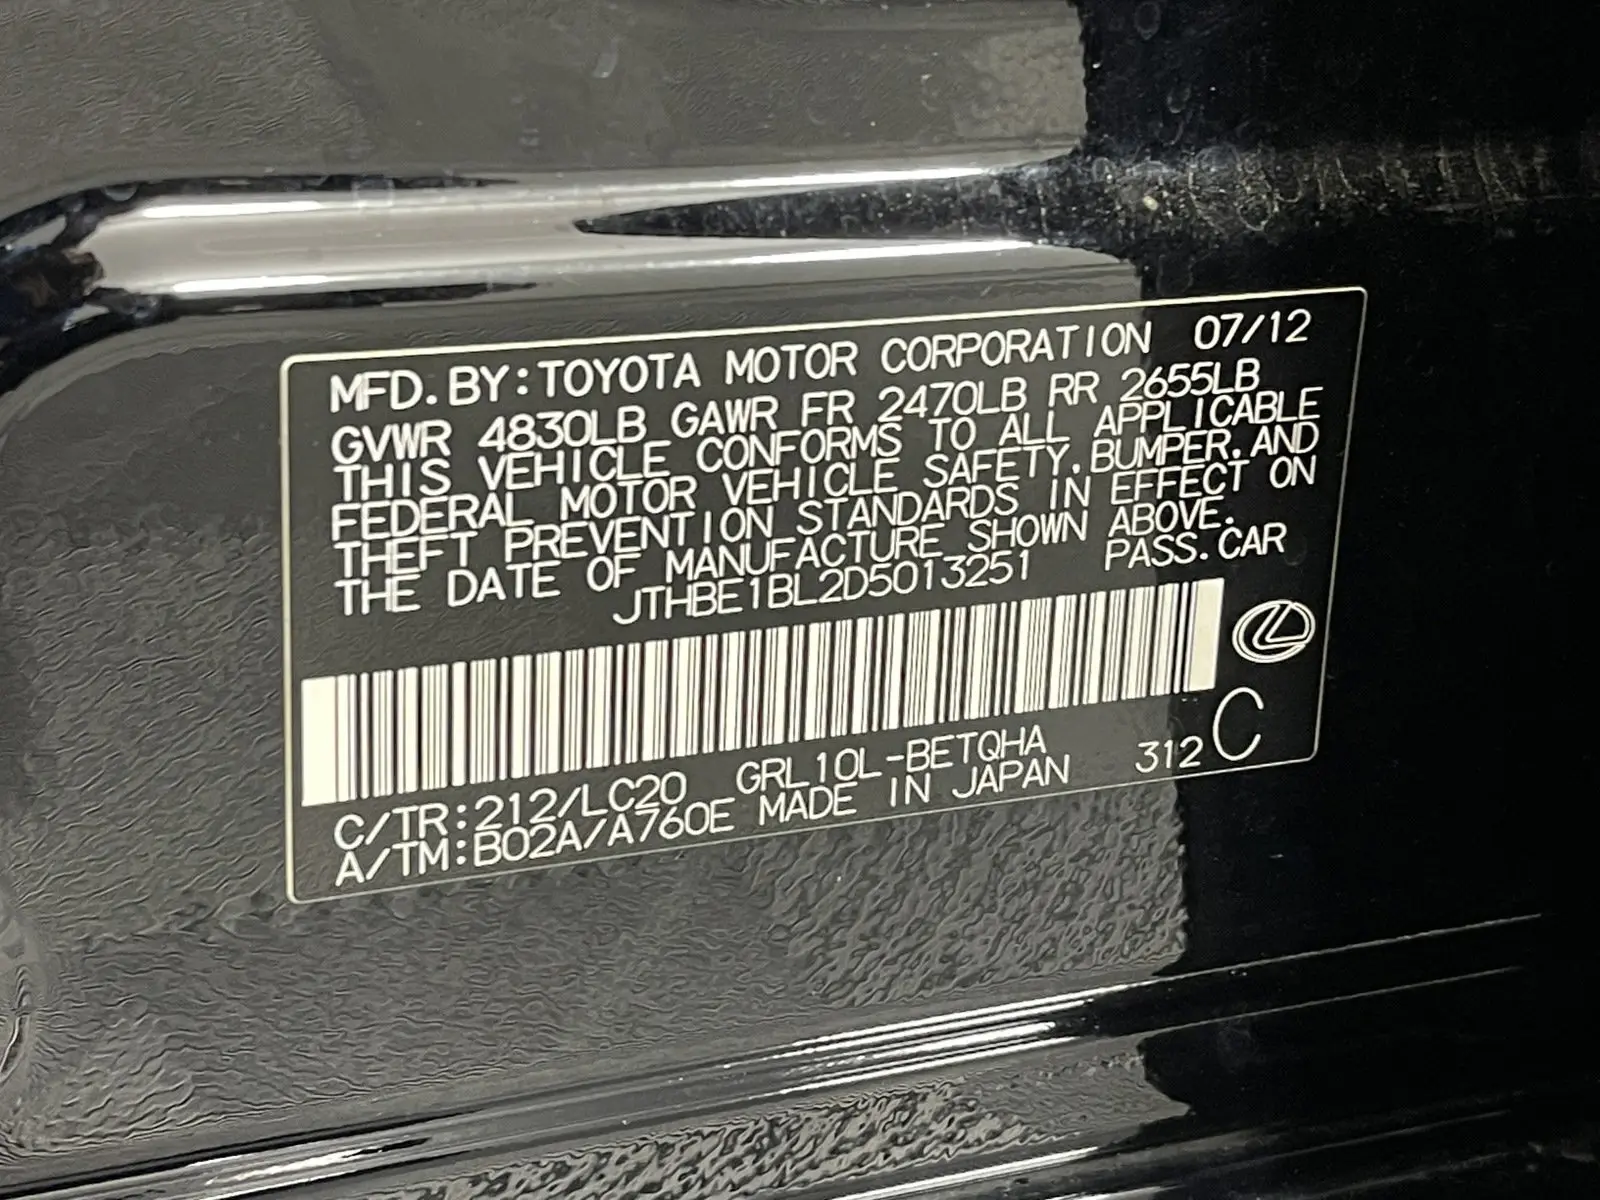 MFD. BY: TOYOTA MOTOR CORPORATION 07/12
GVWR 4830LB GAWR FR 2470LB RR 2655LB
THIS VEHICLE CONFORMS TO ALL APPLICABLE
FEDERAL MOTOR VEHICLE SAFETY, BUMPER, AND
THEFT PREVENTION STANDARDS IN EFFECT ON
THE DATE OF MANUFACTURE SHOWN ABOVE.
JTHBE1BL2D5013251 PASS. CAR
C/TR:212/LC20 GRL10L-BETQHA 312 C
A/TM:B02A/A760E MADE IN JAPAN